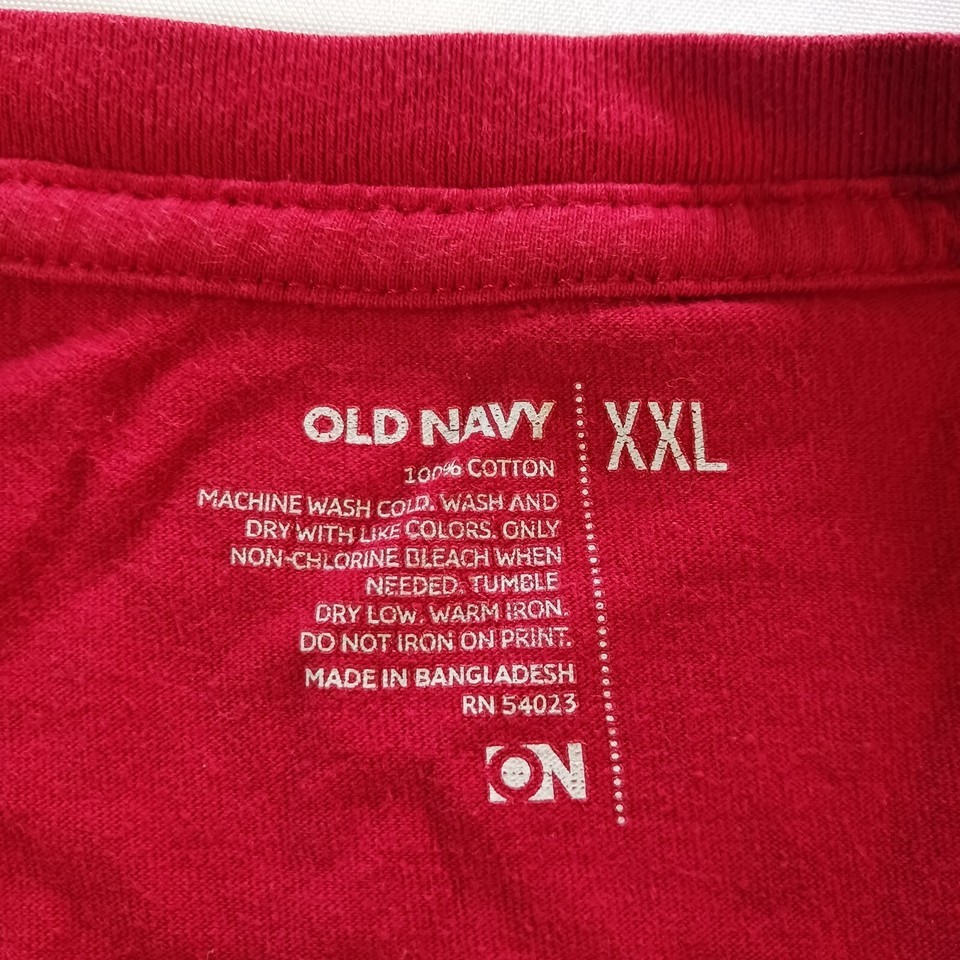 OLD NAVY
XXL
100% COTTON
MACHINE WASH COLD. WASH AND
DRY WITH LIKE COLORS. ONLY
NON-CHLORINE BLEACH WHEN
NEEDED. TUMBLE
DRY LOW. WARM IRON.
DO NOT IRON ON PRINT.
MADE IN BANGLADESH
RN 54023
ON